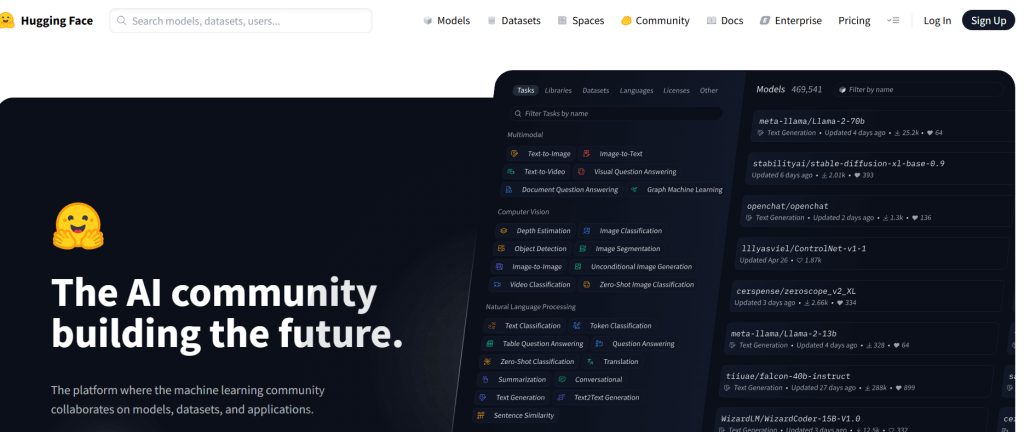 Hugging Face
Search models, datasets, users...
Models
Datasets
Spaces
Community
Docs
Enterprise
Pricing
Log In
Sign Up
The AI community
building the future.
The platform where the machine learning community
collaborates on models, datasets, and applications.
Tasks Libraries Datasets Languages Licenses Other
Filter Tasks by name
Multimodal
Text-to-Image Image-to-Text
Text-to-Video Visual Question Answering
Document Question Answering Graph Machine Learning
Computer Vision
Depth Estimation Image Classification
Object Detection Image Segmentation
Image-to-Image Unconditional Image Generation
Video Classification Zero-Shot Image Classification
Natural Language Processing
Text Classification Token Classification
Table Question Answering Question Answering
Zero-Shot Classification Translation
Summarization Conversational
Text Generation Text2Text Generation
Sentence Similarity
Models 469,541 Filter by name
meta-llama/Llama-2-70b
Text Generation • Updated 4 days ago • 25.2k • 64
stabilityai/stable-diffusion-xl-base-0.9
Updated 6 days ago • 2.01k • 393
openchat/openchat
Text Generation • Updated 2 days ago • 1.3k • 136
lllyasviel/ControlNet-v1-1
Updated Apr 26 • 1.87k
cerspense/zeroscope_v2_XL
Updated 3 days ago • 2.66k • 334
meta-llama/Llama-2-13b
Text Generation • Updated 4 days ago • 328 • 64
tiiuae/falcon-40b-instruct
Text Generation • Updated 27 days ago • 288k • 899
WizardLM/WizardCoder-15B-V1.0
Text Generation • Updated 3 days ago • 12.5k • 332